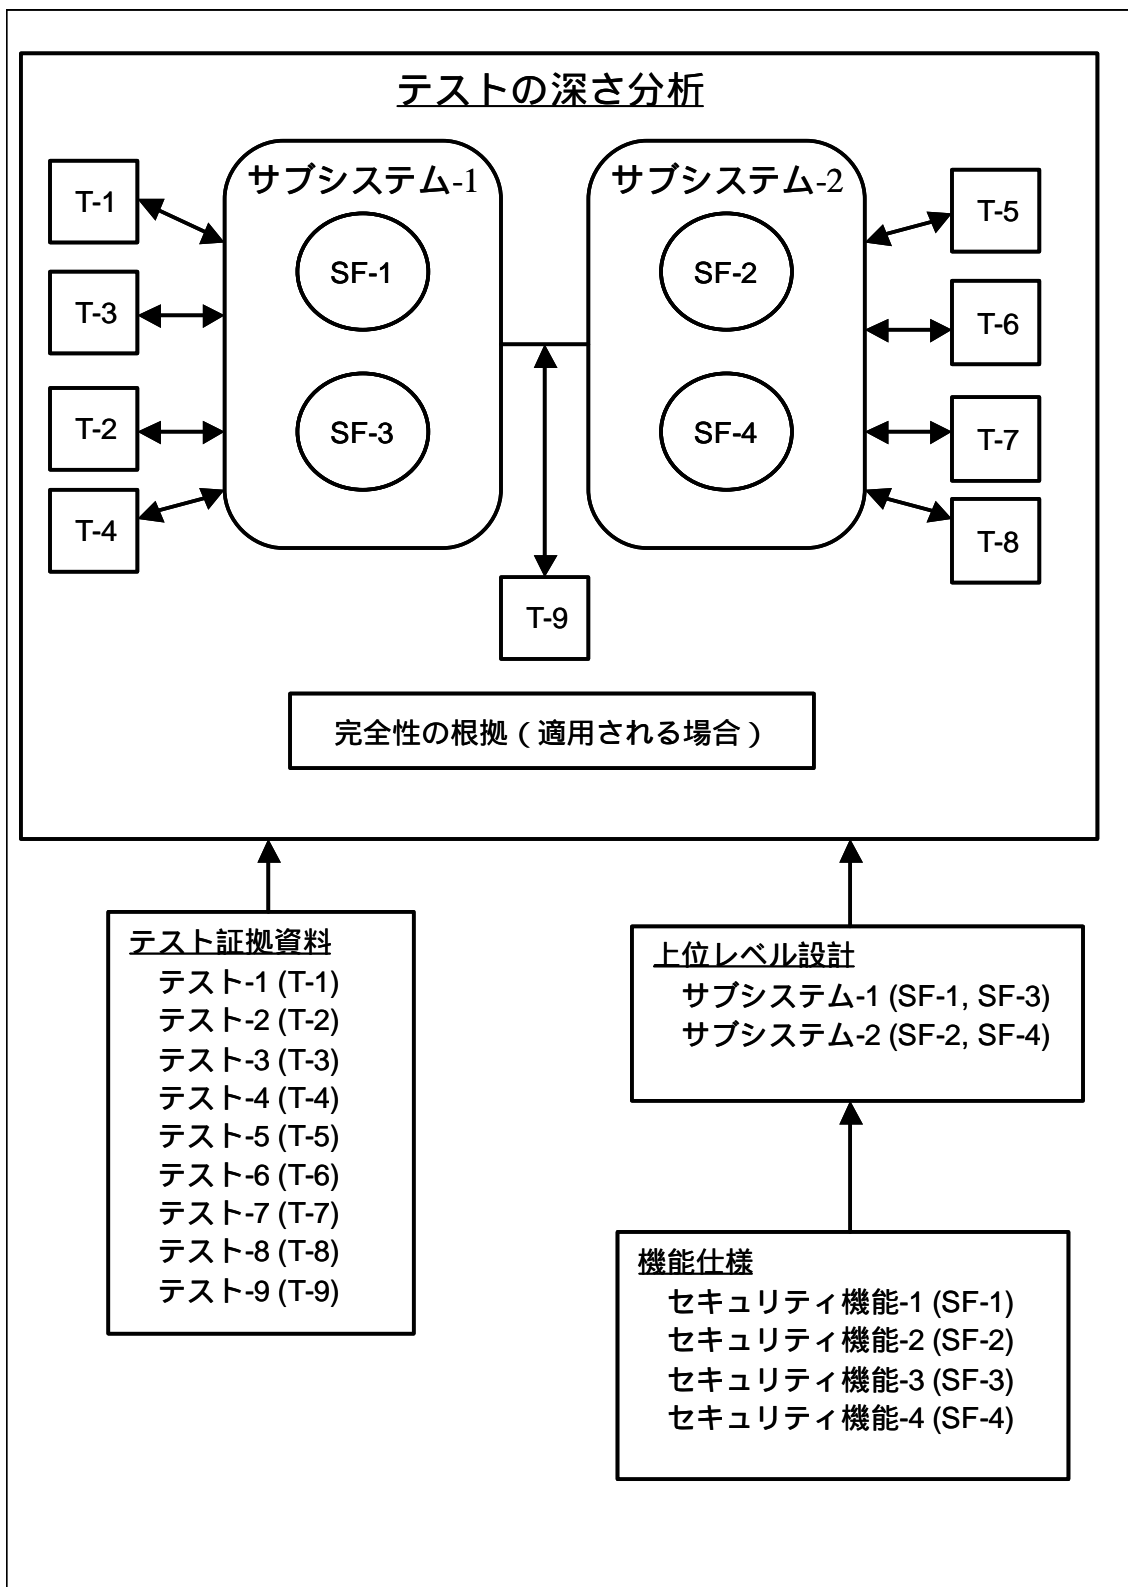 テストの深さ分析
サブシステム-1
サブシステム-2
T-1
T-3
T-2
T-4
SF-1
SF-3
SF-2
SF-4
T-5
T-6
T-7
T-8
T-9
完全性の根拠（適用される場合）
テスト証拠資料
テスト-1 (T-1)
テスト-2 (T-2)
テスト-3 (T-3)
テスト-4 (T-4)
テスト-5 (T-5)
テスト-6 (T-6)
テスト-7 (T-7)
テスト-8 (T-8)
テスト-9 (T-9)
上位レベル設計
サブシステム-1 (SF-1, SF-3)
サブシステム-2 (SF-2, SF-4)
機能仕様
セキュリティ機能-1 (SF-1)
セキュリティ機能-2 (SF-2)
セキュリティ機能-3 (SF-3)
セキュリティ機能-4 (SF-4)